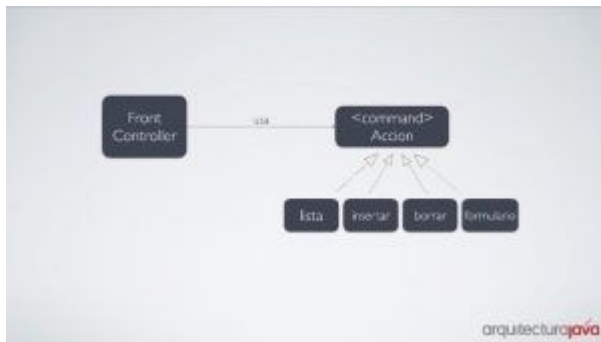 Front
Controller
usa
<command>
Accion
lista
insertar
borrar
formulario
arquitecturajava